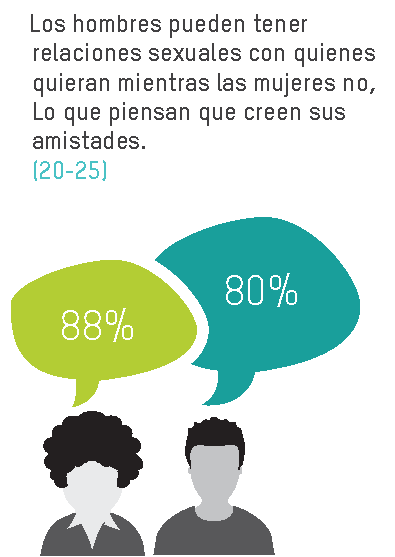 Los hombres pueden tener
relaciones sexuales con quienes
quieran mientras las mujeres no,
Lo que piensan que creen sus
amistades.
(20-25)
80%
88%